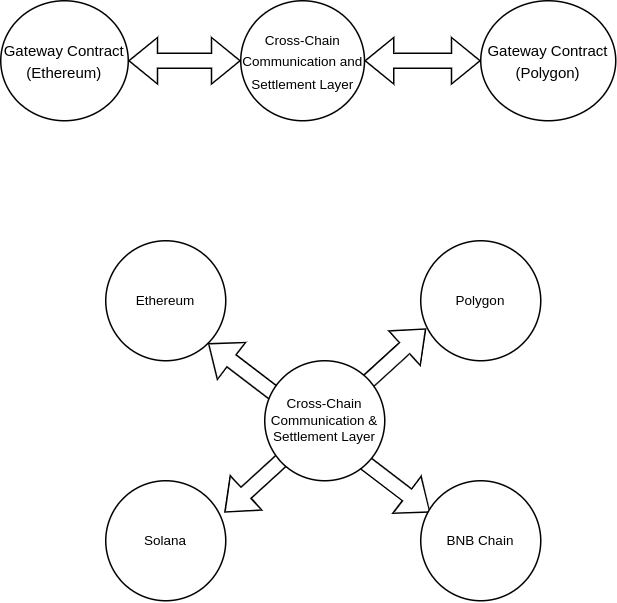 Gateway Contract
(Ethereum)
Cross-Chain
Communication and
Settlement Layer
Gateway Contract
(Polygon)
Ethereum
Polygon
Cross-Chain
Communication &
Settlement Layer
Solana
BNB Chain